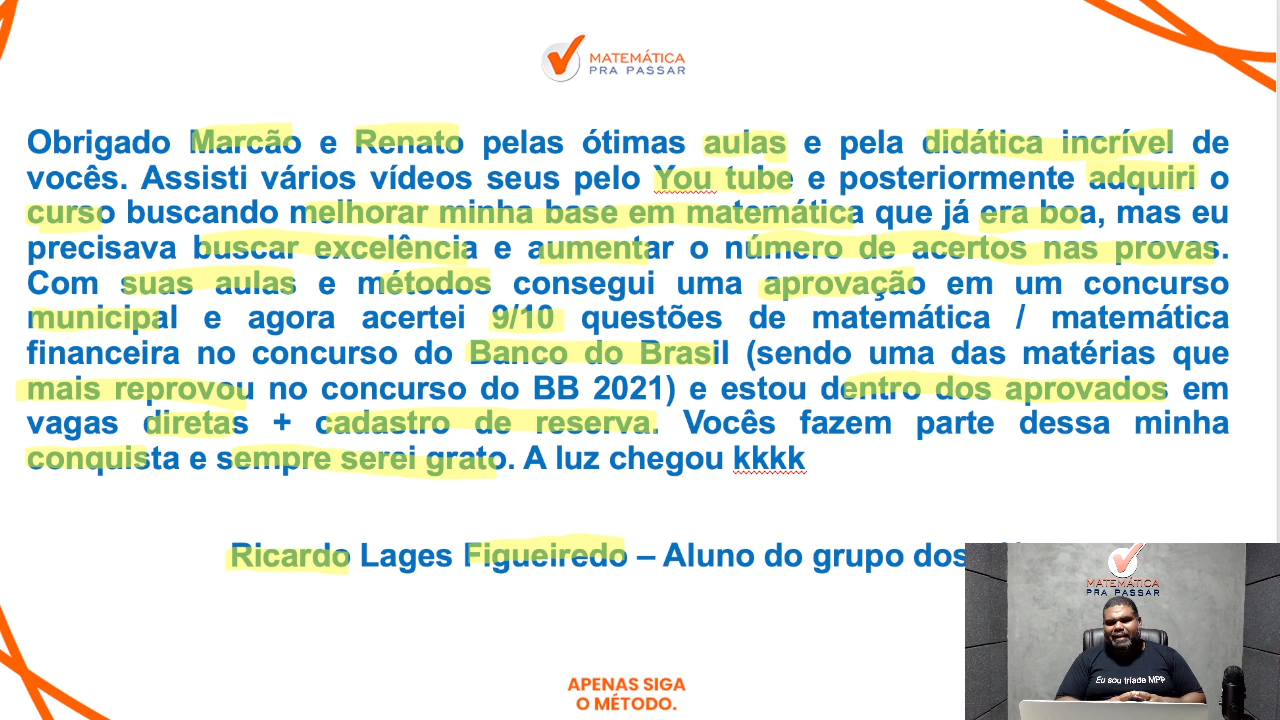 MATEMÁTICA
PRA PASSAR
Obrigado Marcão e Renato pelas ótimas aulas e pela didática incrível de
vocês. Assisti vários vídeos seus pelo You tube e posteriormente adquiri o
curso buscando melhorar minha base em matemática que já era boa, mas eu
precisava buscar excelência e aumentar o número de acertos nas provas.
Com suas aulas e métodos consegui uma aprovação em um concurso
municipal e agora acertei 9/10 questões de matemática / matemática
financeira no concurso do Banco do Brasil (sendo uma das matérias que
mais reprovou no concurso do BB 2021) e estou dentro dos aprovados em
vagas diretas + cadastro de reserva. Vocês fazem parte dessa minha
conquista e sempre serei grato. A luz chegou kkkk
Ricardo Lages Figueiredo – Aluno do grupo dos
MATEMÁTICA
PRA PASSAR
Eu sou tríade MPP
APENAS SIGA
O MÉTODO.